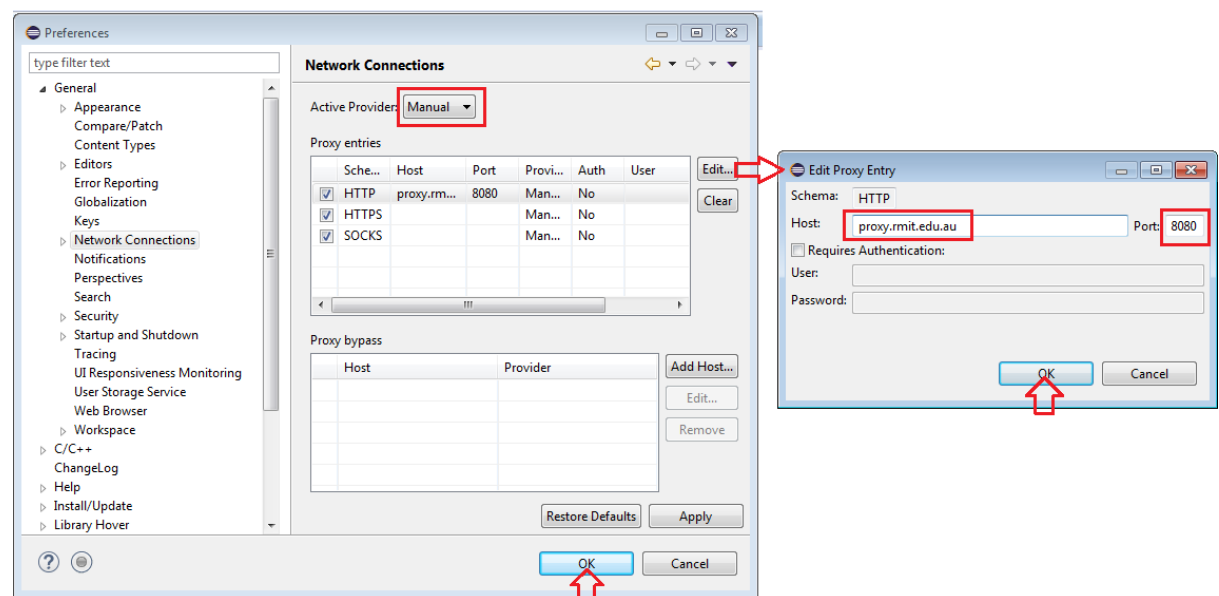 Preferences
type filter text
General
Appearance
Compare/Patch
Content Types
Editors
Error Reporting
Globalization
Keys
Network Connections
Notifications
Perspectives
Search
Security
Startup and Shutdown
Tracing
UI Responsiveness Monitoring
User Storage Service
Web Browser
Workspace
C/C++
ChangeLog
Help
Install/Update
Library Hover
Network Connections
Active Provider: Manual
Proxy entries
Sche... Host Port Provi... Auth User
HTTP proxy.rm... 8080 Man... No
HTTPS Man... No
SOCKS Man... No
Edit...
Clear
Proxy bypass
Host Provider
Add Host...
Edit...
Remove
Restore Defaults Apply
? OK Cancel
Edit Proxy Entry
Schema: HTTP
Host: proxy.rmit.edu.au Port: 8080
Requires Authentication:
User:
Password:
OK Cancel